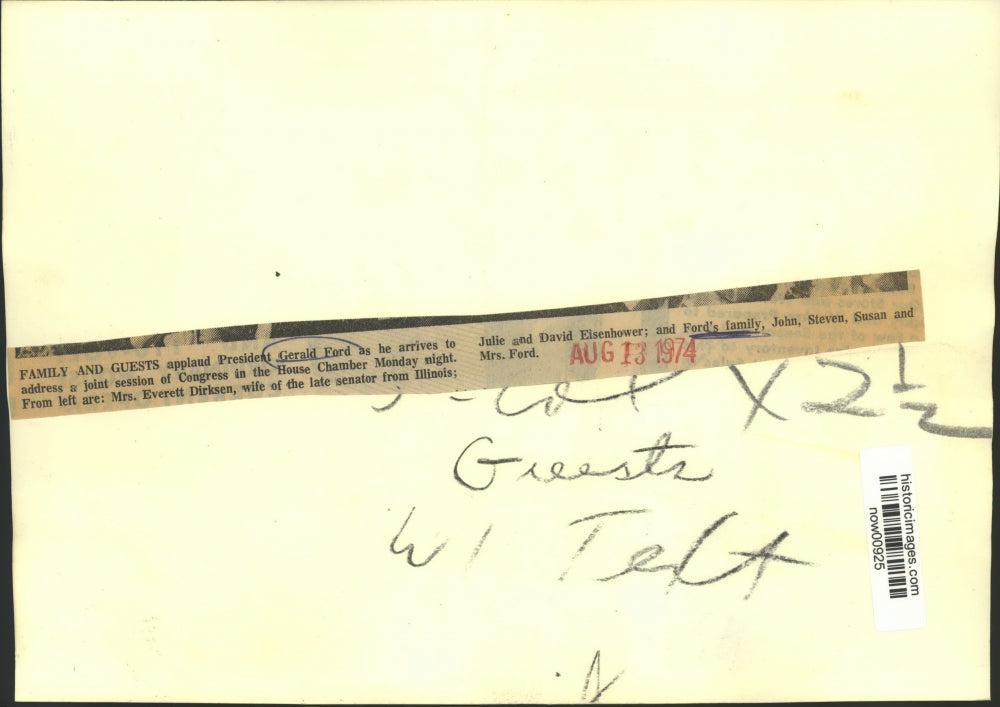 FAMILY AND GUESTS applaud President Gerald Ford as he arrives to
address a joint session of Congress in the House Chamber Monday night.
From left are: Mrs. Everett Dirksen, wife of the late senator from Illinois;
Julie and David Eisenhower; and Ford's family, John, Steven, Susan and
Mrs. Ford.
AUG 13 1974
-col X 2 1/2
Guests
W/ Text
historicimages.com
now00925